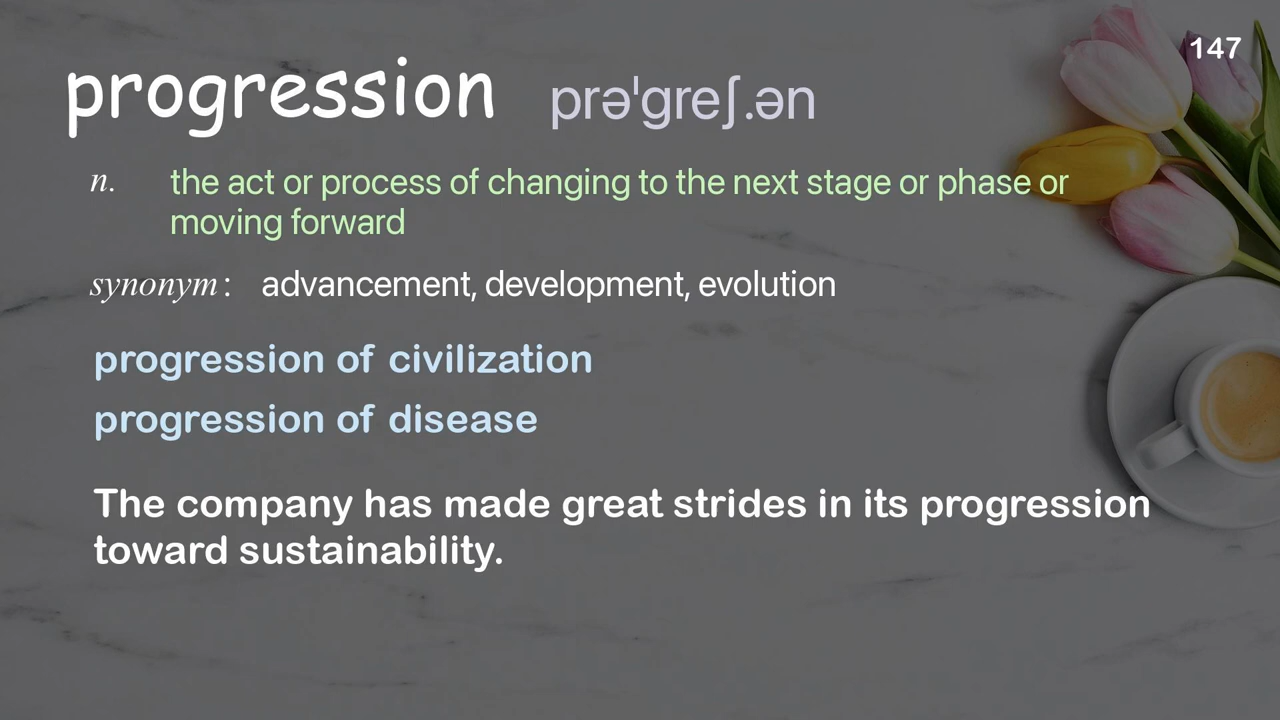 147
progression prəˈgreʃ.ən
n. the act or process of changing to the next stage or phase or
moving forward
synonym: advancement, development, evolution
progression of civilization
progression of disease
The company has made great strides in its progression
toward sustainability.